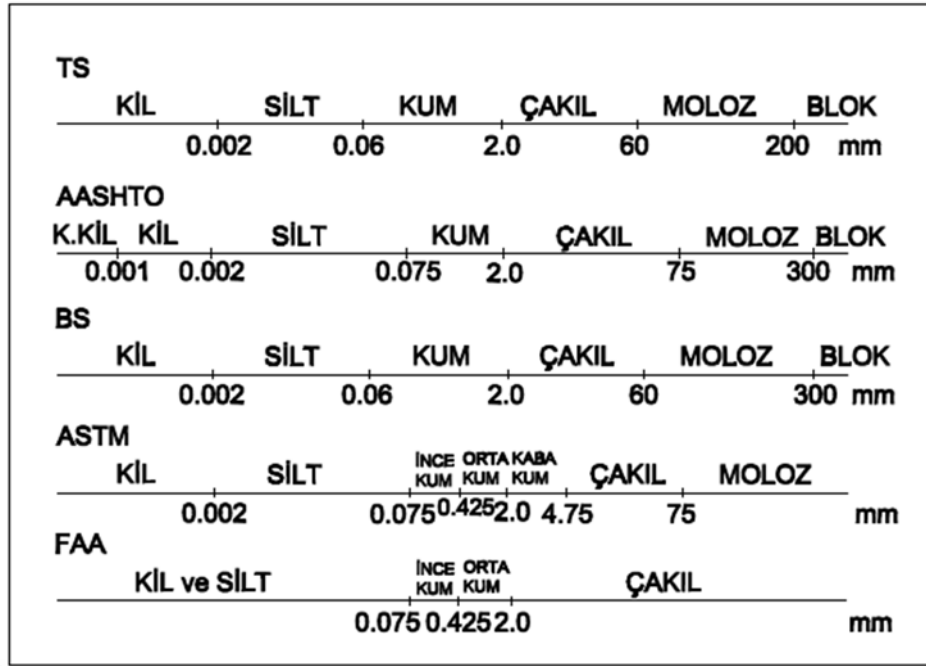 TS
KİL SİLT KUM ÇAKIL MOLOZ BLOK
0.002 0.06 2.0 60 200 mm
AASHTO
K.KİL KİL SİLT KUM ÇAKIL MOLOZ BLOK
0.001 0.002 0.075 2.0 75 300 mm
BS
KİL SİLT KUM ÇAKIL MOLOZ BLOK
0.002 0.06 2.0 60 300 mm
ASTM
İNCE ORTA KABA
KİL SİLT KUM KUM KUM ÇAKIL MOLOZ
0.002 0.075 0.425 2.0 4.75 75 mm
FAA
İNCE ORTA
KİL ve SİLT KUM KUM ÇAKIL
0.075 0.425 2.0 mm